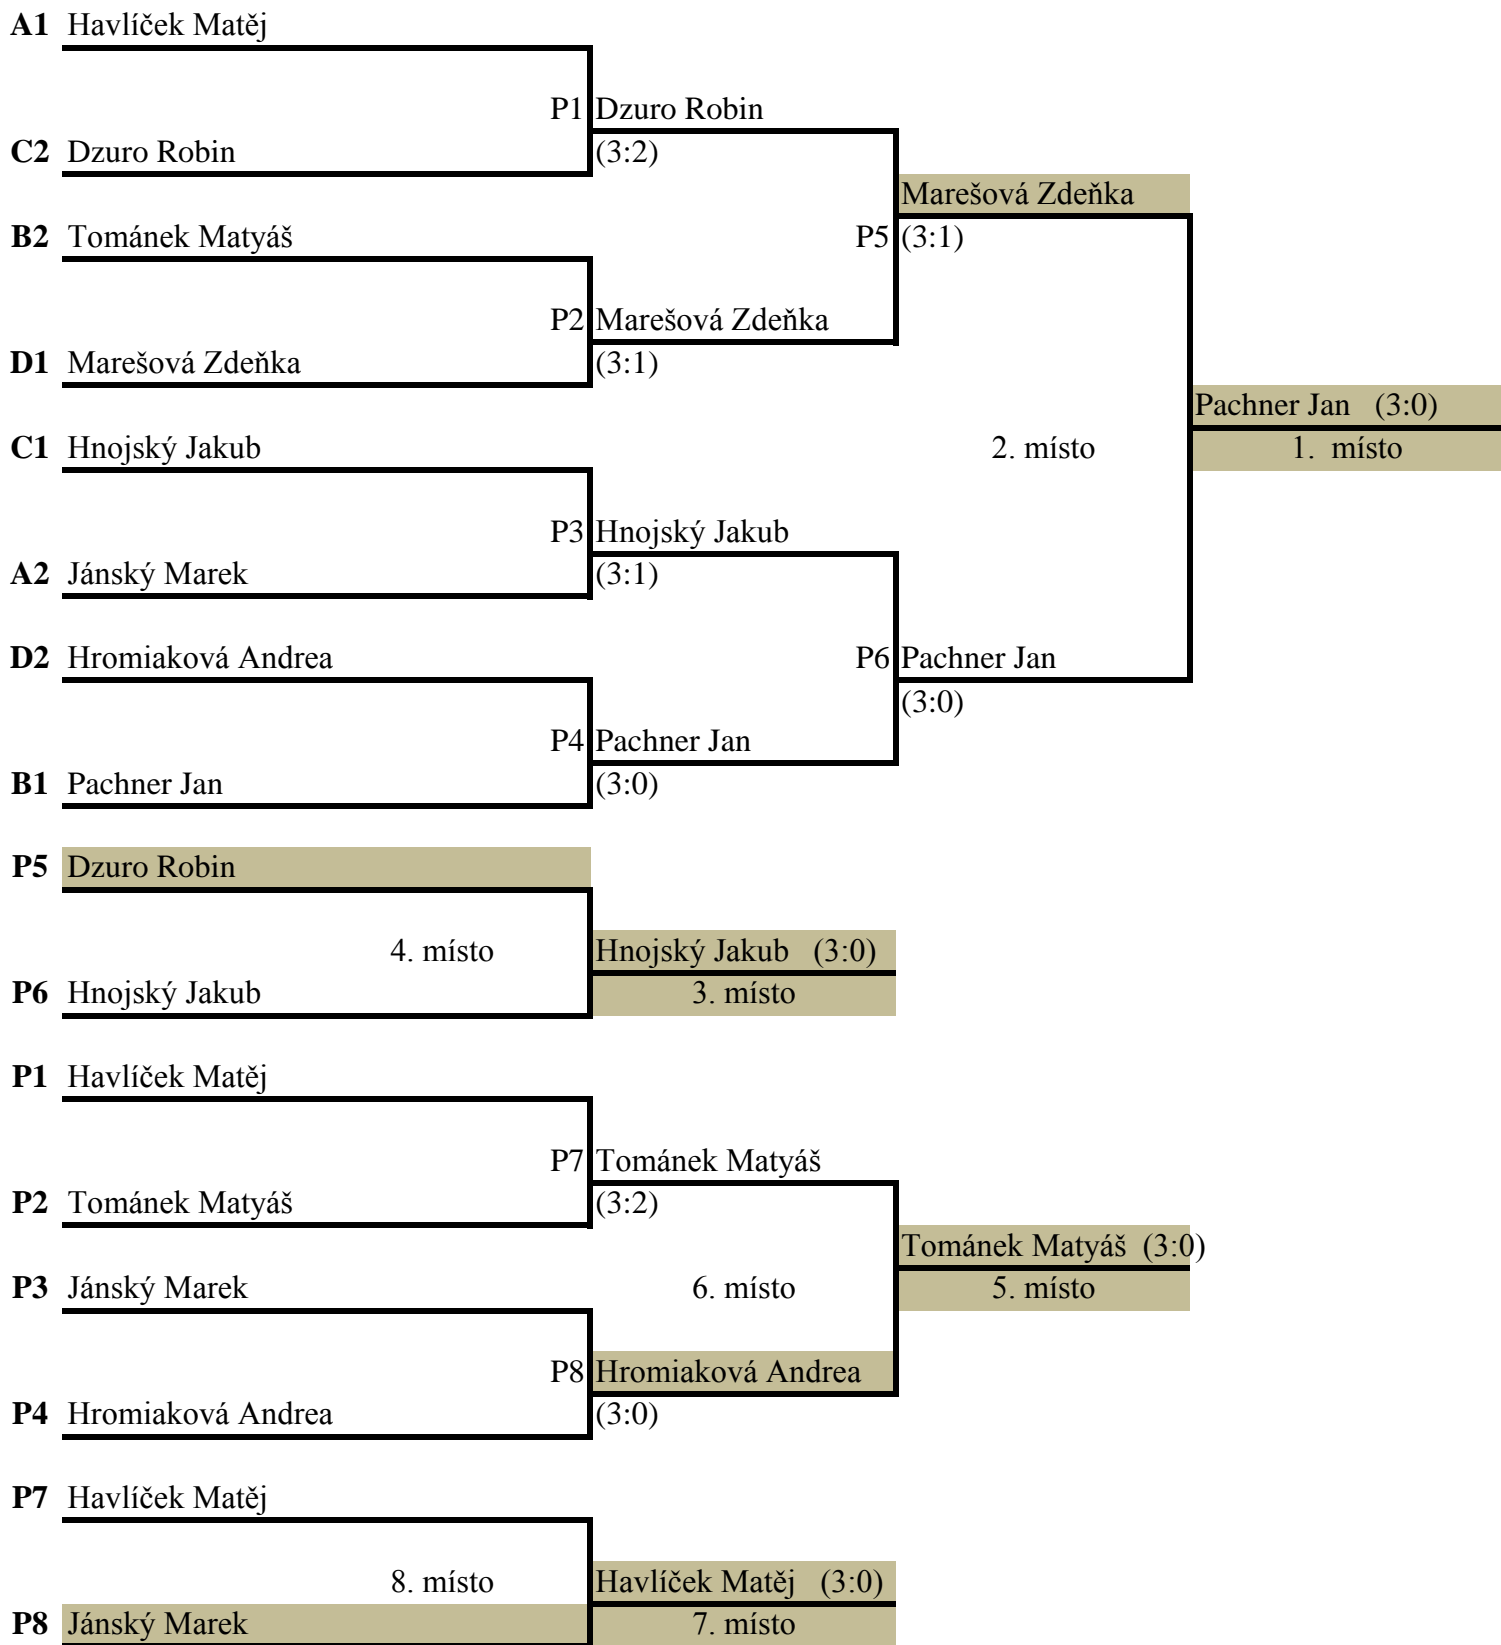 A1 Havlíček Matěj
P1 Dzuro Robin
C2 Dzuro Robin (3:2)
Marešová Zdeňka
B2 Tománek Matyáš P5 (3:1)
P2 Marešová Zdeňka
D1 Marešová Zdeňka (3:1)
Pachner Jan (3:0)
C1 Hnojský Jakub 2. místo 1. místo
P3 Hnojský Jakub
A2 Jánský Marek (3:1)
D2 Hromiaková Andrea P6 Pachner Jan
(3:0)
P4 Pachner Jan
B1 Pachner Jan (3:0)
P5 Dzuro Robin
4. místo Hnojský Jakub (3:0)
P6 Hnojský Jakub 3. místo
P1 Havlíček Matěj
P7 Tománek Matyáš
P2 Tománek Matyáš (3:2)
Tománek Matyáš (3:0)
P3 Jánský Marek 6. místo 5. místo
P8 Hromiaková Andrea
P4 Hromiaková Andrea (3:0)
P7 Havlíček Matěj
8. místo Havlíček Matěj (3:0)
P8 Jánský Marek 7. místo